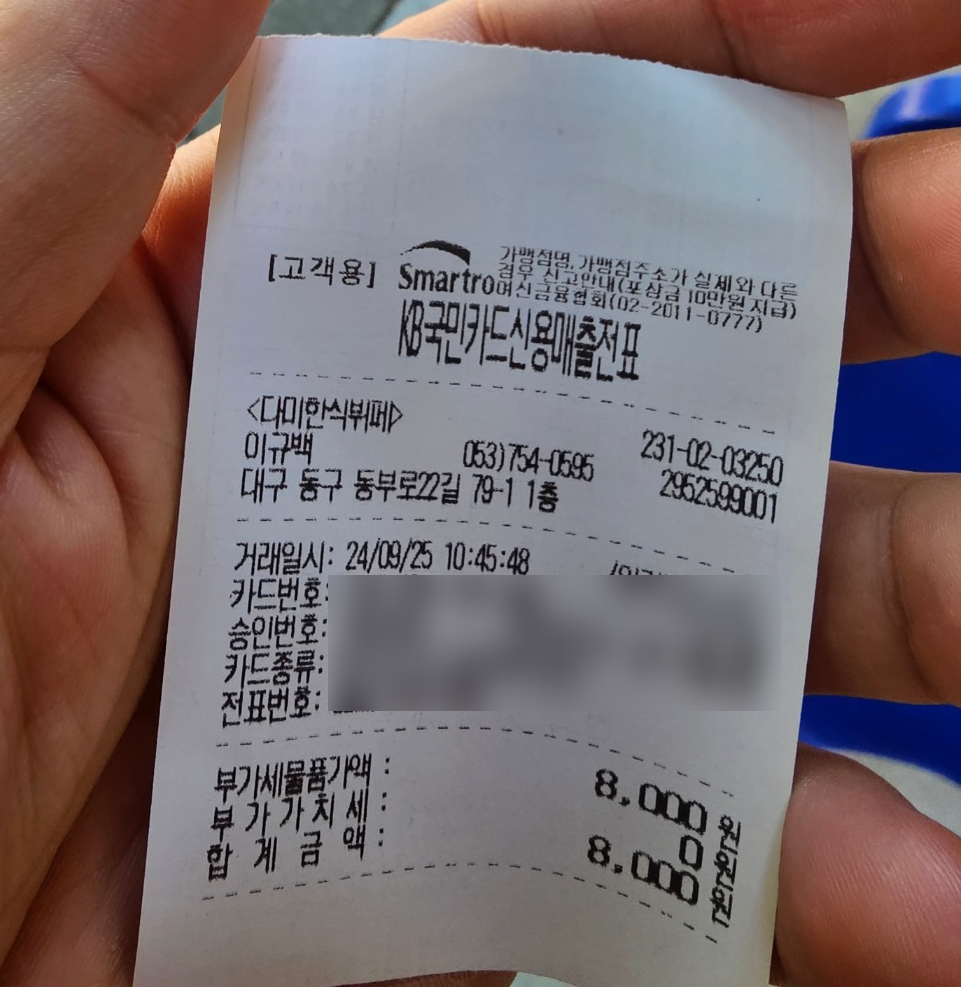 [고객용]
Smartro
가맹점명, 가맹점주소가 실제와 다른
경우 신고안내(포상금 10만원지급)
여신금융협회(02-2011-0777)
KB국민카드신용매출전표
<다미한식뷔페>
이규백 053)754-0595 231-02-03250
대구 동구 동부로22길 79-1 1층 2952599001
거래일시: 24/09/25 10:45:48
카드번호:
승인번호:
카드종류:
전표번호:
부가세물품가액 : 8,000 원
부 가 가 치 세 : 0 원
합 계 금 액 : 8,000 원